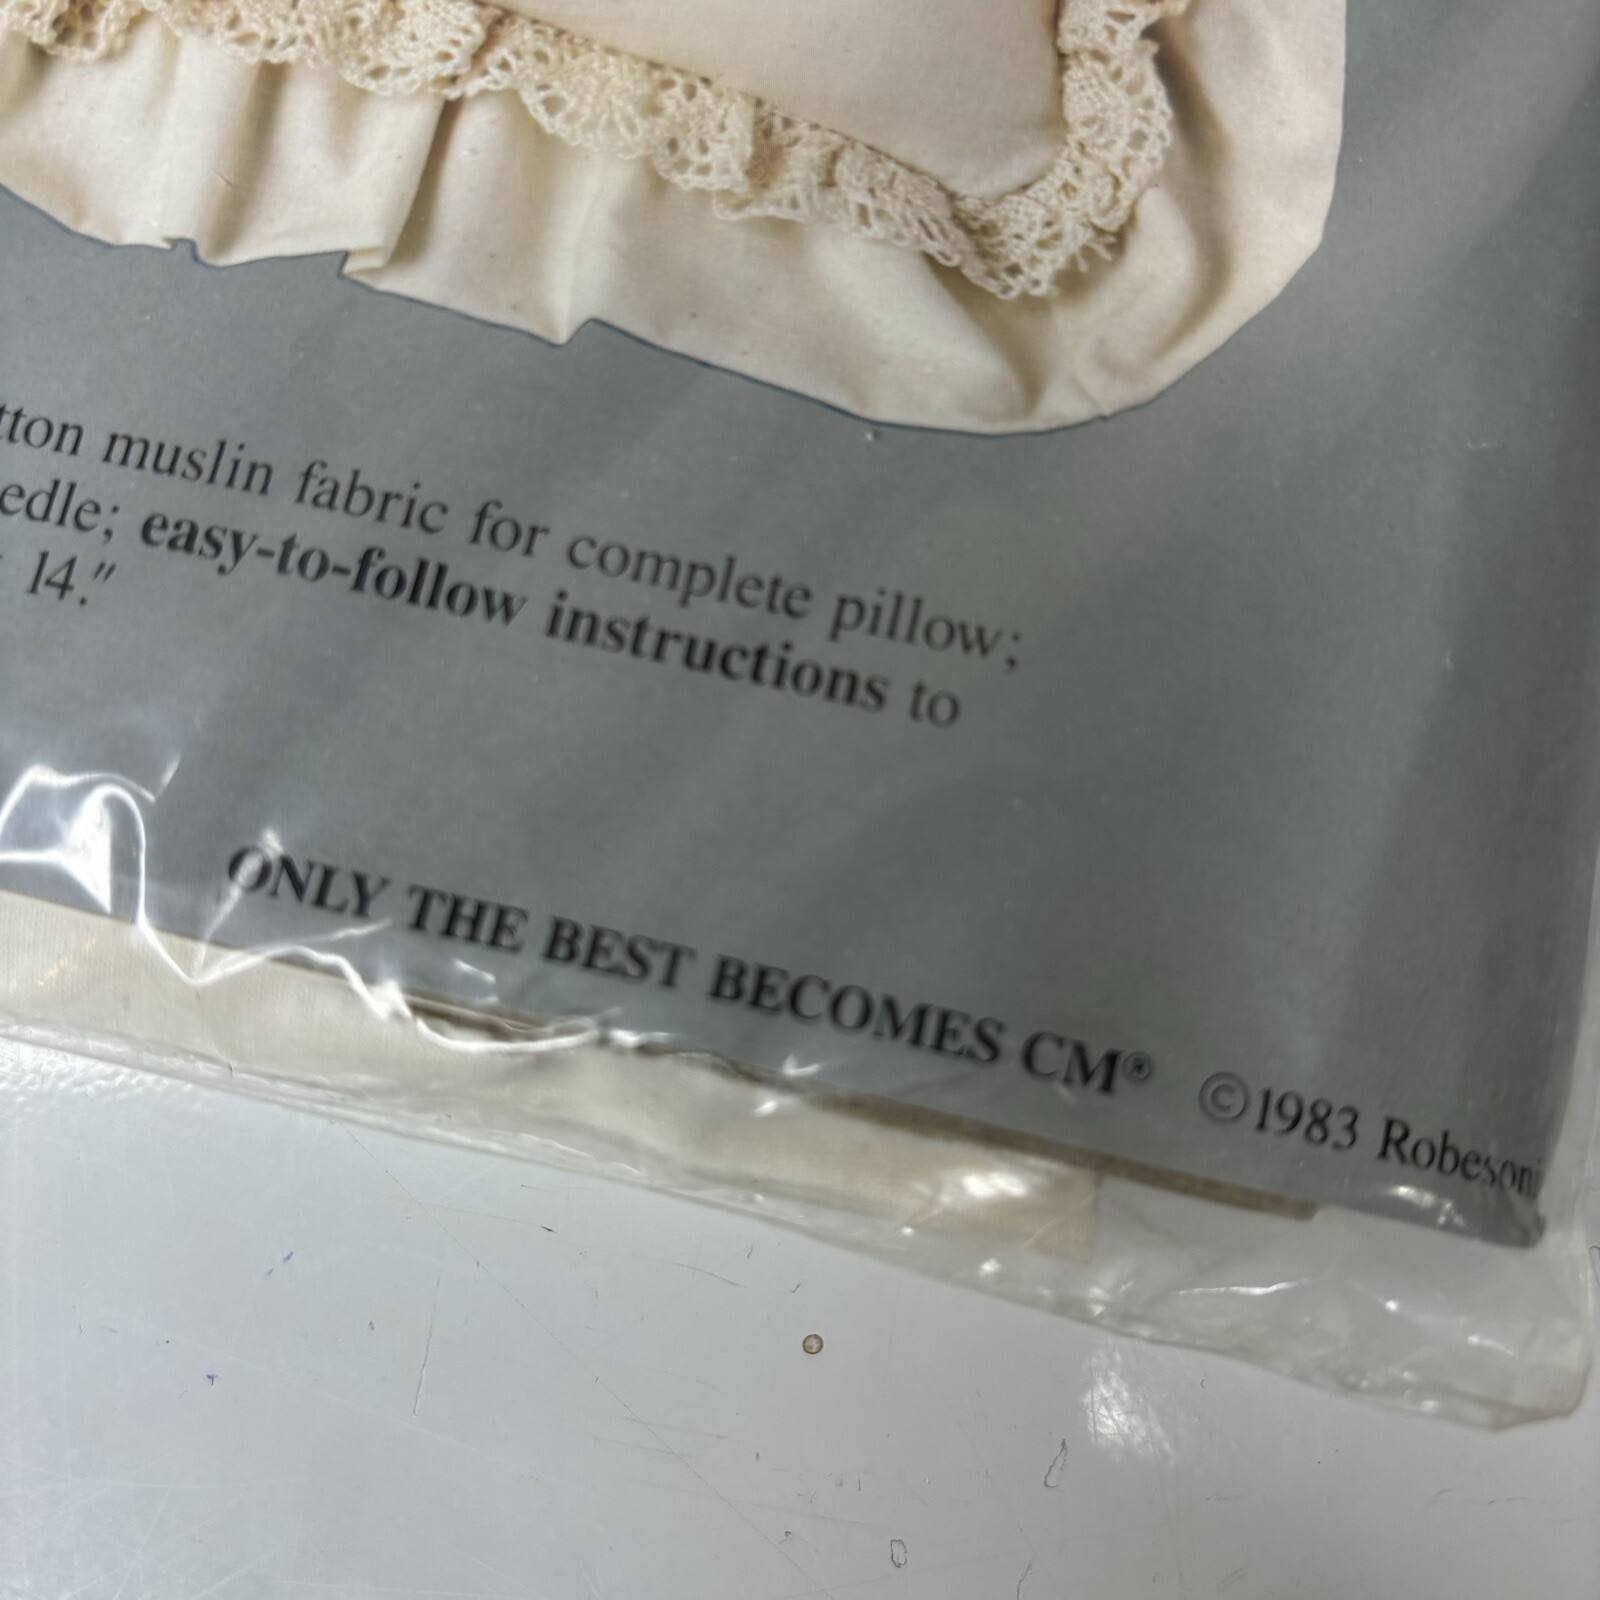 tton muslin fabric for complete pillow;
edle; easy-to-follow instructions to
14."
ONLY THE BEST BECOMES CM® ©1983 Robeson